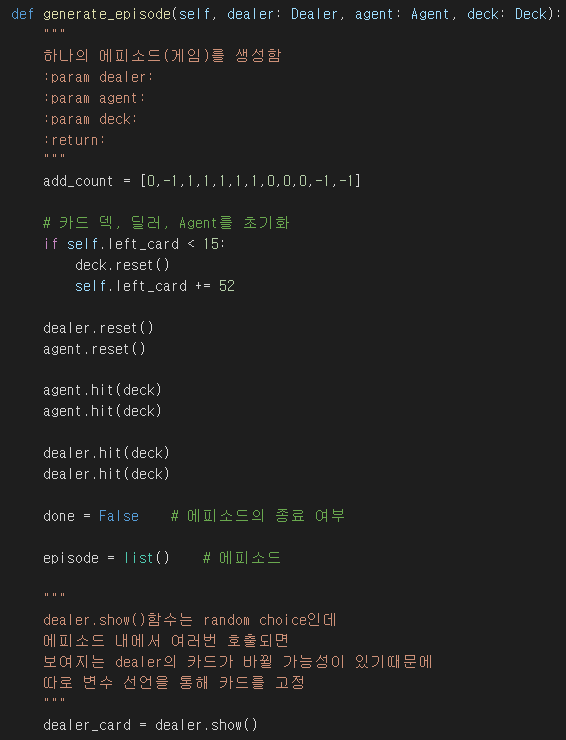 def generate_episode(self, dealer: Dealer, agent: Agent, deck: Deck):
"""
하나의 에피소드(게임)를 생성함
:param dealer:
:param agent:
:param deck:
:return:
"""
add_count = [0,-1,1,1,1,1,1,0,0,0,-1,-1]
# 카드 덱, 딜러, Agent를 초기화
if self.left_card < 15:
deck.reset()
self.left_card += 52
dealer.reset()
agent.reset()
agent.hit(deck)
agent.hit(deck)
dealer.hit(deck)
dealer.hit(deck)
done = False # 에피소드의 종료 여부
episode = list() # 에피소드
"""
dealer.show()함수는 random choice인데
에피소드 내에서 여러번 호출되면
보여지는 dealer의 카드가 바뀔 가능성이 있기때문에
따로 변수 선언을 통해 카드를 고정
"""
dealer_card = dealer.show()